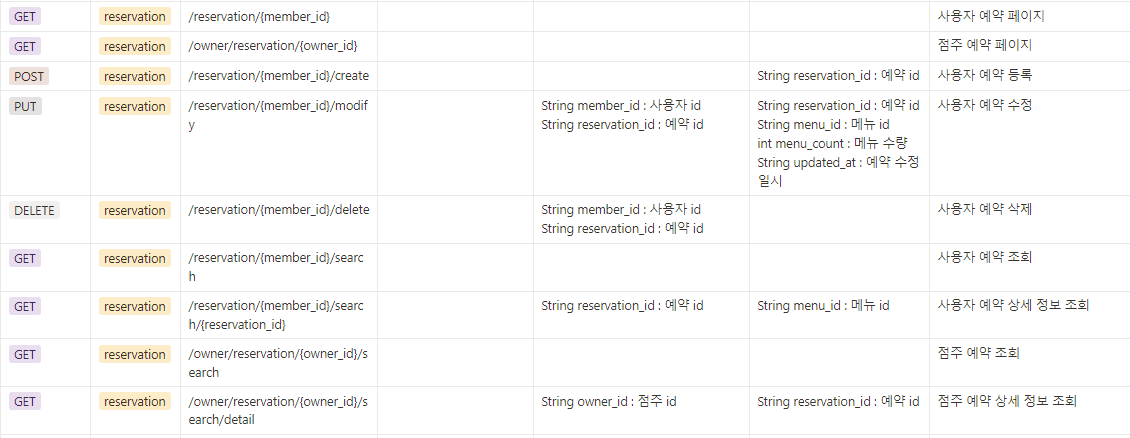 GET reservation /reservation/{member_id} 사용자 예약 페이지
GET reservation /owner/reservation/{owner_id} 점주 예약 페이지
POST reservation /reservation/{member_id}/create String reservation_id : 예약 id 사용자 예약 등록
PUT reservation /reservation/{member_id}/modif String member_id : 사용자 id String reservation_id : 예약 id 사용자 예약 수정
y String reservation_id : 예약 id String menu_id : 메뉴 id
int menu_count : 메뉴 수량
String updated_at : 예약 수정
일시
DELETE reservation /reservation/{member_id}/delete String member_id : 사용자 id 사용자 예약 삭제
String reservation_id : 예약 id
GET reservation /reservation/{member_id}/searc 사용자 예약 조회
h
GET reservation /reservation/{member_id}/searc String reservation_id : 예약 id String menu_id : 메뉴 id 사용자 예약 상세 정보 조회
h/{reservation_id}
GET reservation /owner/reservation/{owner_id}/s 점주 예약 조회
earch
GET reservation /owner/reservation/{owner_id}/s String owner_id : 점주 id String reservation_id : 예약 id 점주 예약 상세 정보 조회
earch/detail